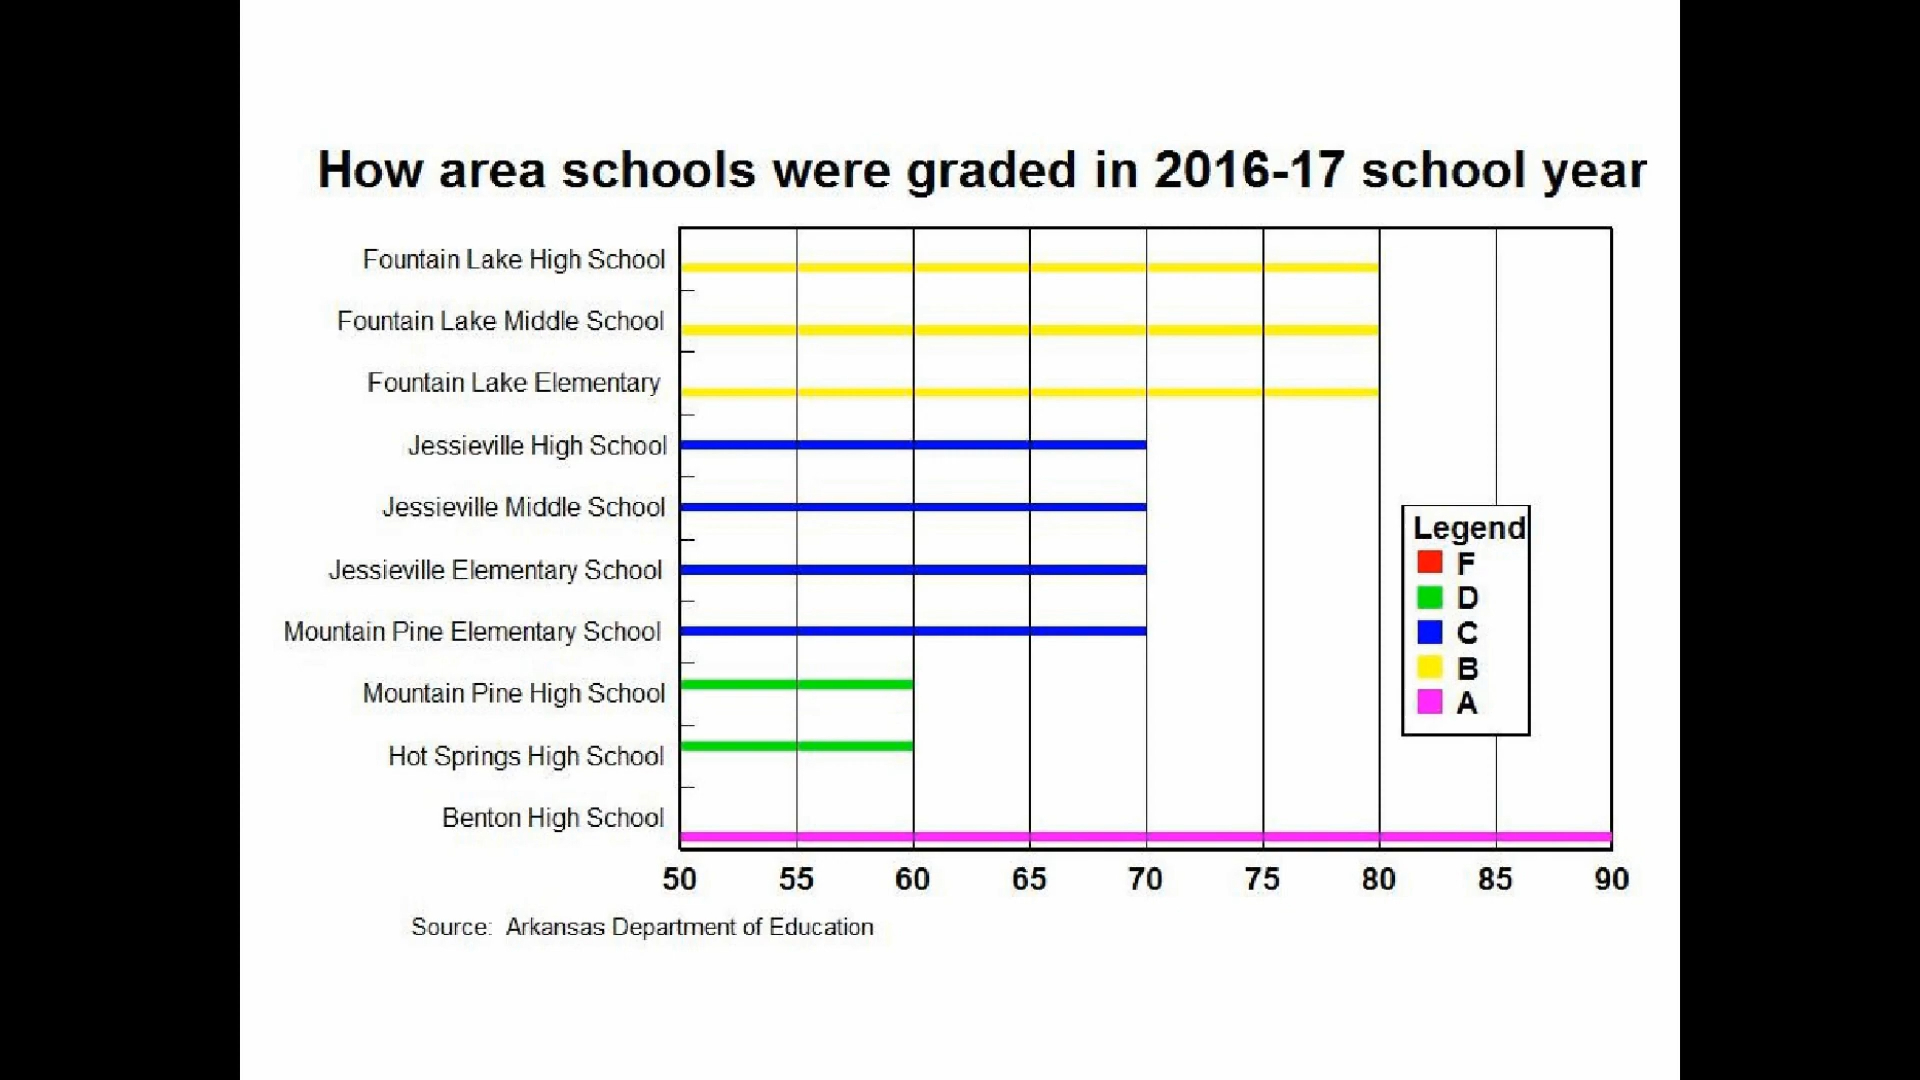 How area schools were graded in 2016-17 school year
Fountain Lake High School
Fountain Lake Middle School
Fountain Lake Elementary
Jessieville High School
Jessieville Middle School
Jessieville Elementary School
Mountain Pine Elementary School
Mountain Pine High School
Hot Springs High School
Benton High School
Legend
F
D
C
B
A
50 55 60 65 70 75 80 85 90
Source: Arkansas Department of Education